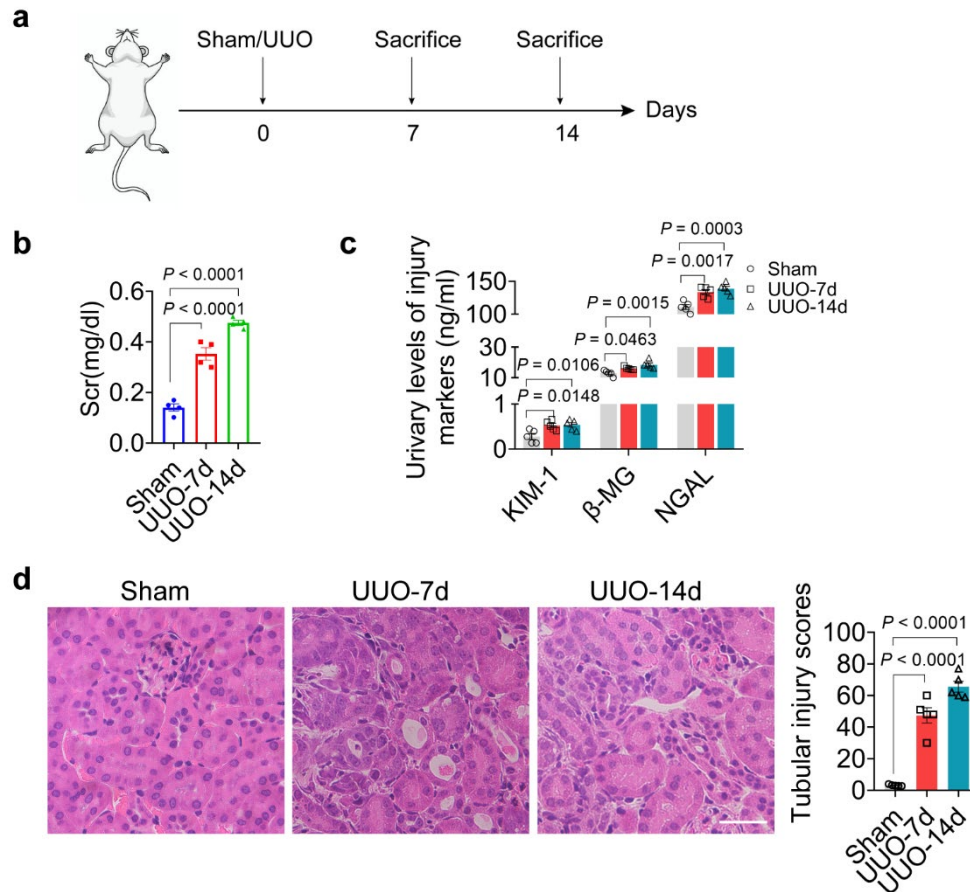 a
Sham/UUO Sacrifice Sacrifice
Days
0 7 14
b
P < 0.0001
P < 0.0001
Scr(mg/dl)
0.6
0.4
0.2
0.0
Sham
UUO-7d
UUO-14d
c
Urivary levels of injury
markers (ng/ml)
P = 0.0003
P = 0.0017
P = 0.0015
P = 0.0463
P = 0.0106
P = 0.0148
150
100
30
10
1
0
Sham
UUO-7d
UUO-14d
KIM-1
β-MG
NGAL
d
Sham UUO-7d UUO-14d
Tubular injury scores
P < 0.0001
P < 0.0001
100
80
60
40
20
0
Sham
UUO-7d
UUO-14d